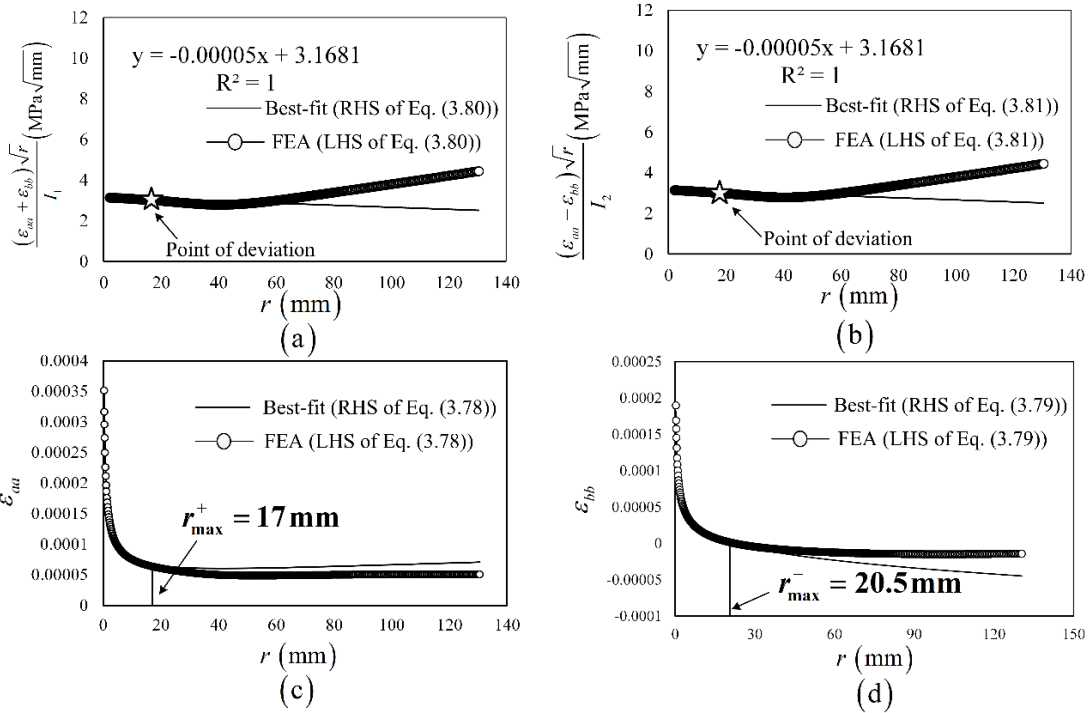 12
10
8
6
4
2
0
(ε_aa + ε_bb)√r / I_1 (MPa√mm)
y = -0.00005x + 3.1681
R² = 1
Best-fit (RHS of Eq. (3.80))
FEA (LHS of Eq. (3.80))
Point of deviation
0 20 40 60 80 100 120 140
r (mm)
(a)
12
10
8
6
4
2
0
(ε_aa − ε_bb)√r / I_2 (MPa√mm)
y = -0.00005x + 3.1681
R² = 1
Best-fit (RHS of Eq. (3.81))
FEA (LHS of Eq. (3.81))
Point of deviation
0 20 40 60 80 100 120 140
r (mm)
(b)
0.0004
0.00035
0.0003
0.00025
0.0002
0.00015
0.0001
0.00005
0
ε_aa
Best-fit (RHS of Eq. (3.78))
FEA (LHS of Eq. (3.78))
r⁺_max = 17 mm
0 20 40 60 80 100 120 140
r (mm)
(c)
0.00025
0.0002
0.00015
0.0001
0.00005
0
-0.00005
-0.0001
ε_bb
Best-fit (RHS of Eq. (3.79))
FEA (LHS of Eq. (3.79))
r⁻_max = 20.5 mm
0 30 60 90 120 150
r (mm)
(d)